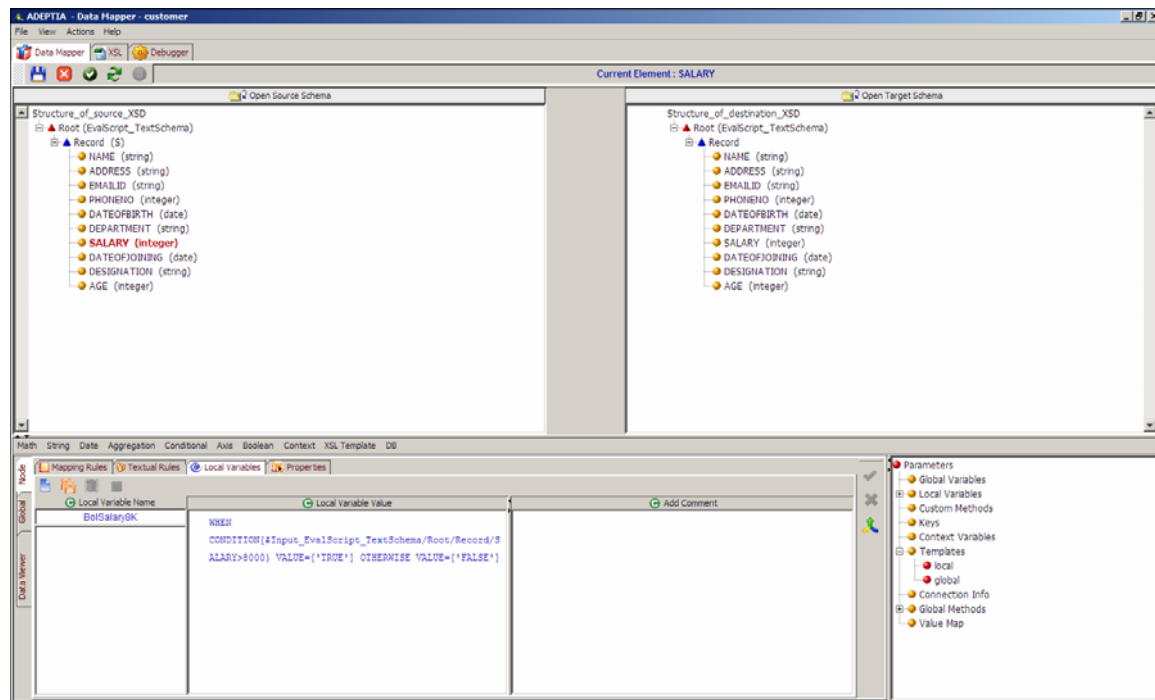 ADEPTIA - Data Mapper - customer
File View Actions Help
Data Mapper XSL Debugger
Current Element : SALARY
Open Source Schema
Open Target Schema
Structure_of_source_XSD
Root (EvalScript_TextSchema)
Record (S)
NAME (string)
ADDRESS (string)
EMAILID (string)
PHONENO (integer)
DATEOFBIRTH (date)
DEPARTMENT (string)
SALARY (integer)
DATEOFJOINING (date)
DESIGNATION (string)
AGE (integer)
Structure_of_destination_XSD
Root (EvalScript_TextSchema)
Record
NAME (string)
ADDRESS (string)
EMAILID (string)
PHONENO (integer)
DATEOFBIRTH (date)
DEPARTMENT (string)
SALARY (integer)
DATEOFJOINING (date)
DESIGNATION (string)
AGE (integer)
Math String Date Aggregation Conditional Axis Boolean Context XSL Template DB
Node
Global
Data Viewer
Mapping Rules Textual Rules Local Variables Properties
Local Variable Name
Local Variable Value
Add Comment
BolSalary8K
WHEN
CONDITION{$Input_EvalScript_TextSchema/Root/Record/S
ALARY>8000} VALUE={'TRUE'} OTHERWISE VALUE={'FALSE'}
Parameters
Global Variables
Local Variables
Custom Methods
Keys
Context Variables
Templates
local
global
Connection Info
Global Methods
Value Map